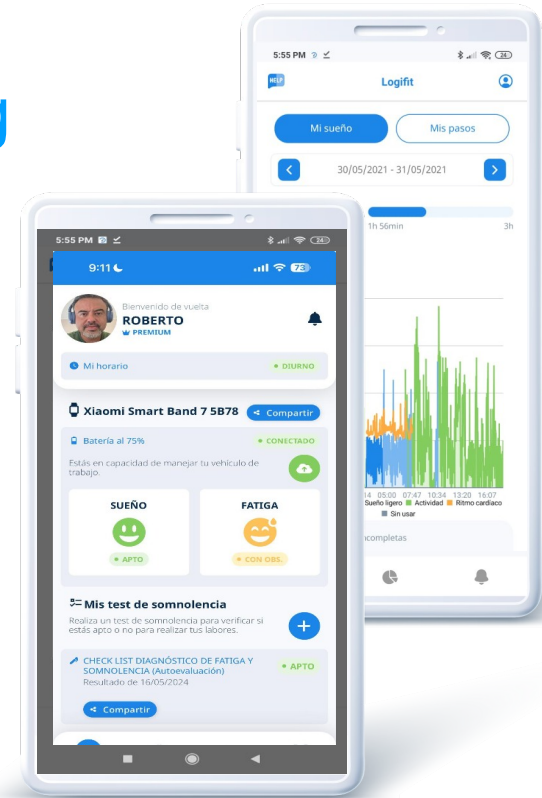 g
5:55 PM
24
HELP
Logifit
Mi sueño
Mis pasos
30/05/2021 - 31/05/2021
1h 56min
3h
14 05:00 07:47 10:34 13:20 16:07
Sueño ligero Actividad Ritmo cardiaco
Sin usar
completas
5:55 PM
24
9:11
73
Bienvenido de vuelta
ROBERTO
PREMIUM
Mi horario
DIURNO
Xiaomi Smart Band 7 5B78
Compartir
Batería al 75%
CONECTADO
Estás en capacidad de manejar tu vehículo de
trabajo.
SUEÑO
FATIGA
APTO
CON OBS.
Mis test de somnolencia
Realiza un test de somnolencia para verificar si
estás apto o no para realizar tus labores.
CHECK LIST DIAGNÓSTICO DE FATIGA Y
SOMNOLENCIA (Autoevaluación)
APTO
Resultado de 16/05/2024
Compartir